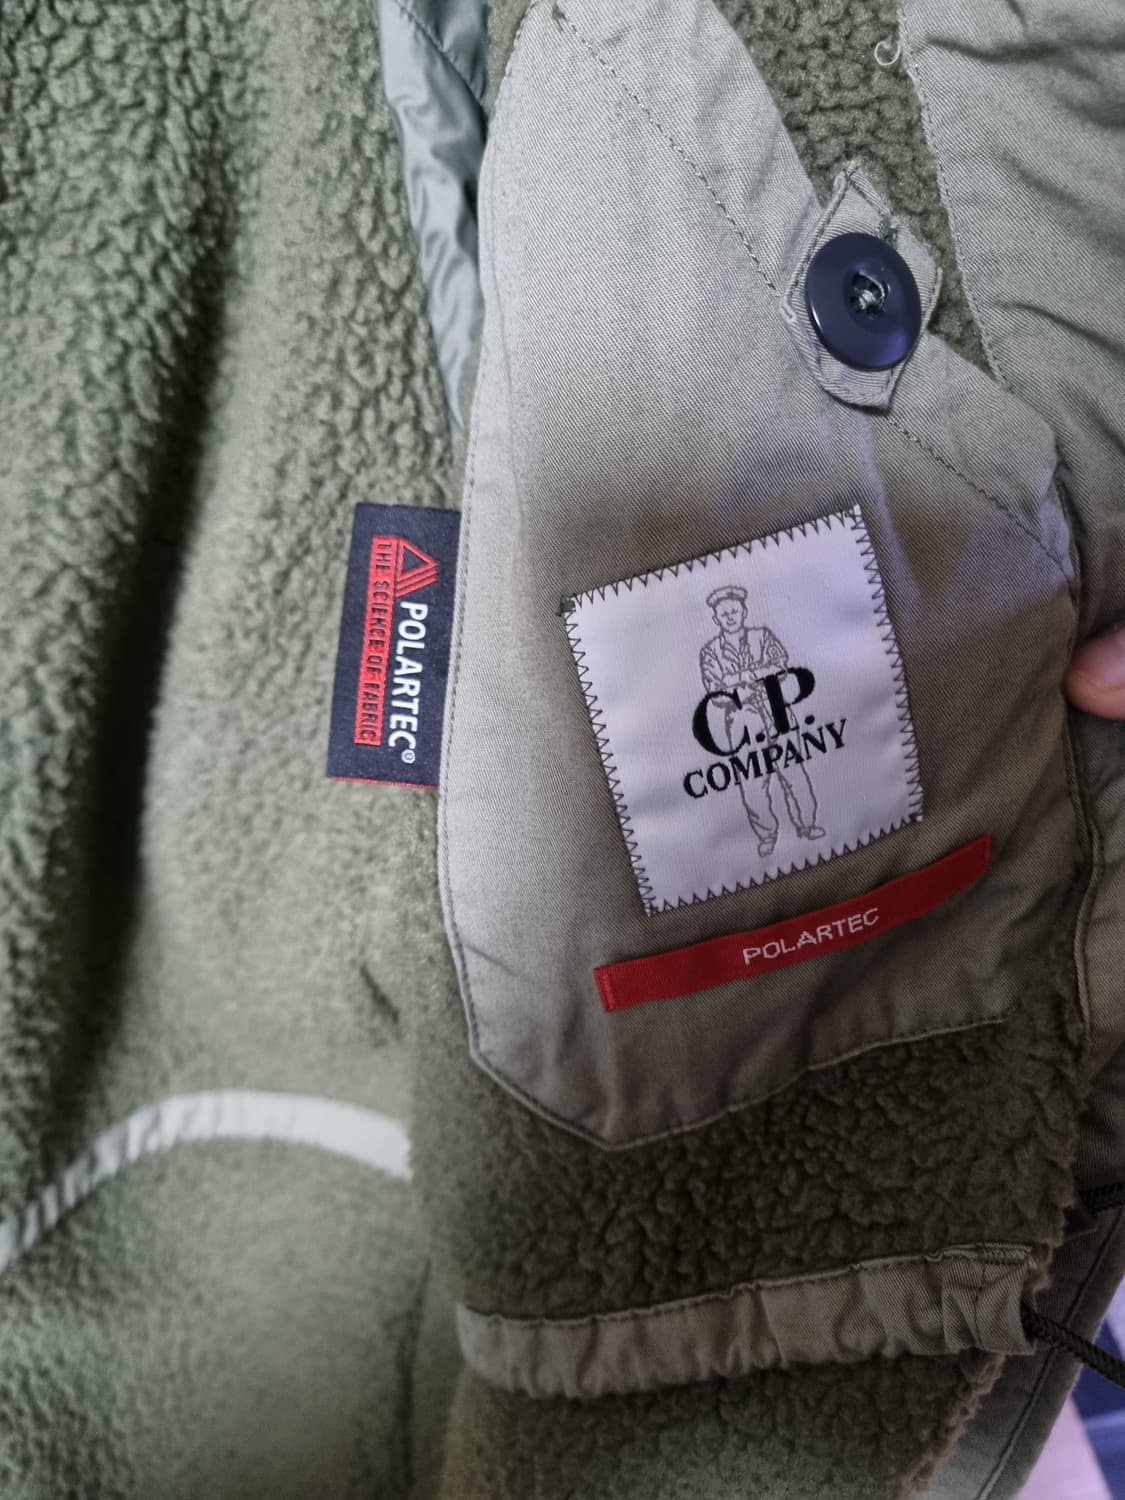 POLARTEC®
THE SCIENCE OF FABRIC
C.P.
COMPANY
POLARTEC